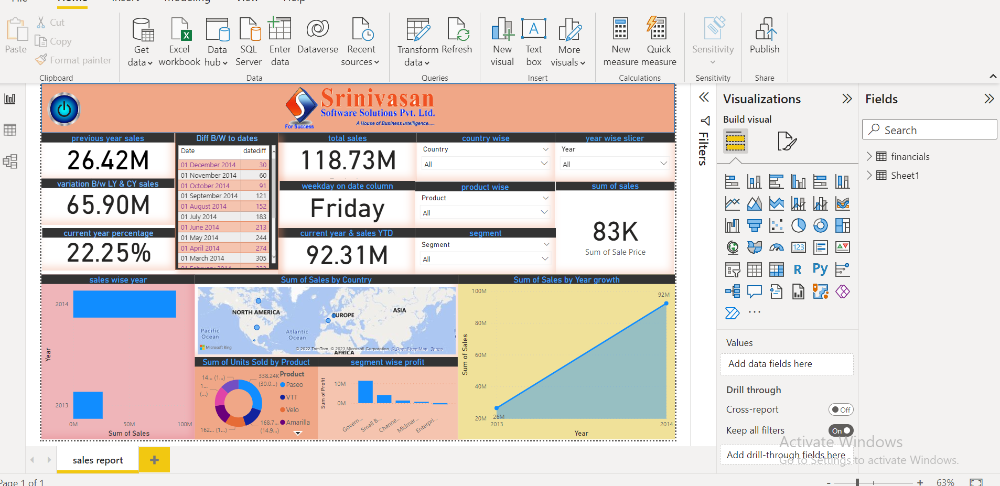 Home Insert Modeling View Help
Paste
Cut
Copy
Format painter
Clipboard
Get data
Excel workbook
Data hub
SQL Server
Enter data
Dataverse
Recent sources
Data
Transform data
Refresh
Queries
New visual
Text box
More visuals
Insert
New measure
Quick measure
Calculations
Sensitivity
Sensitivity
Publish
Share
Srinivasan
Software Solutions Pvt. Ltd.
For Success
A House of Business intelligence....
previous year sales
26.42M
variation B/w LY & CY sales
65.90M
current year percentage
22.25%
Diff B/W to dates
Date datediff
01 December 2014 30
01 November 2014 60
01 October 2014 91
01 September 2014 121
01 August 2014 152
01 July 2014 183
01 June 2014 213
01 May 2014 244
01 April 2014 274
01 March 2014 305
total sales
118.73M
weekday on date column
Friday
current year & sales YTD
92.31M
country wise
Country
All
product wise
Product
All
segment
Segment
All
year wise slicer
Year
All
sum of sales
83K
Sum of Sale Price
sales wise year
Year
2014
2013
0M 50M 100M
Sum of Sales
Sum of Sales by Country
NORTH AMERICA
EUROPE
ASIA
Pacific Ocean
Atlantic Ocean
AFRICA
Microsoft Bing
© 2022 TomTom, © 2023 Microsoft Corporation, © OpenStreetMap Terms
Sum of Units Sold by Product
14... (1...)
1...
(...)
162... (1...)
338.24K
(30.0...)
168.7...
(14.9...)
Product
Paseo
VTT
Velo
Amarilla
segment wise profit
Sum of Profit
10M
0M
Govern...
Small B...
Channe...
Midmar...
Enterpri...
Sum of Sales by Year growth
Sum of Sales
100M
80M
60M
40M
20M
92M
26M
2013 2014
Year
Filters
Visualizations
Build visual
123
R
Py
...
Values
Add data fields here
Drill through
Cross-report Off
Keep all filters On
Add drill-through fields here
Fields
Search
financials
Sheet1
Activate Windows
Go to Settings to activate Windows.
sales report
Page 1 of 1
63%